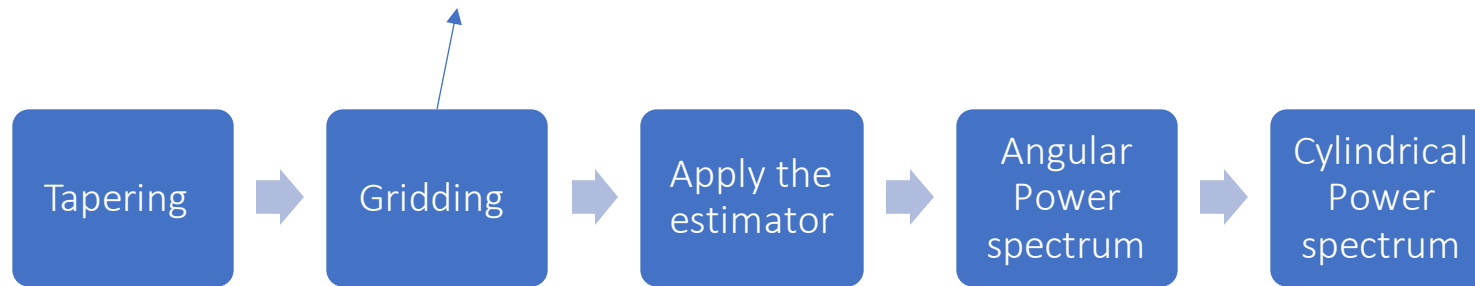 Tapering
Gridding
Apply the
estimator
Angular
Power
spectrum
Cylindrical
Power
spectrum